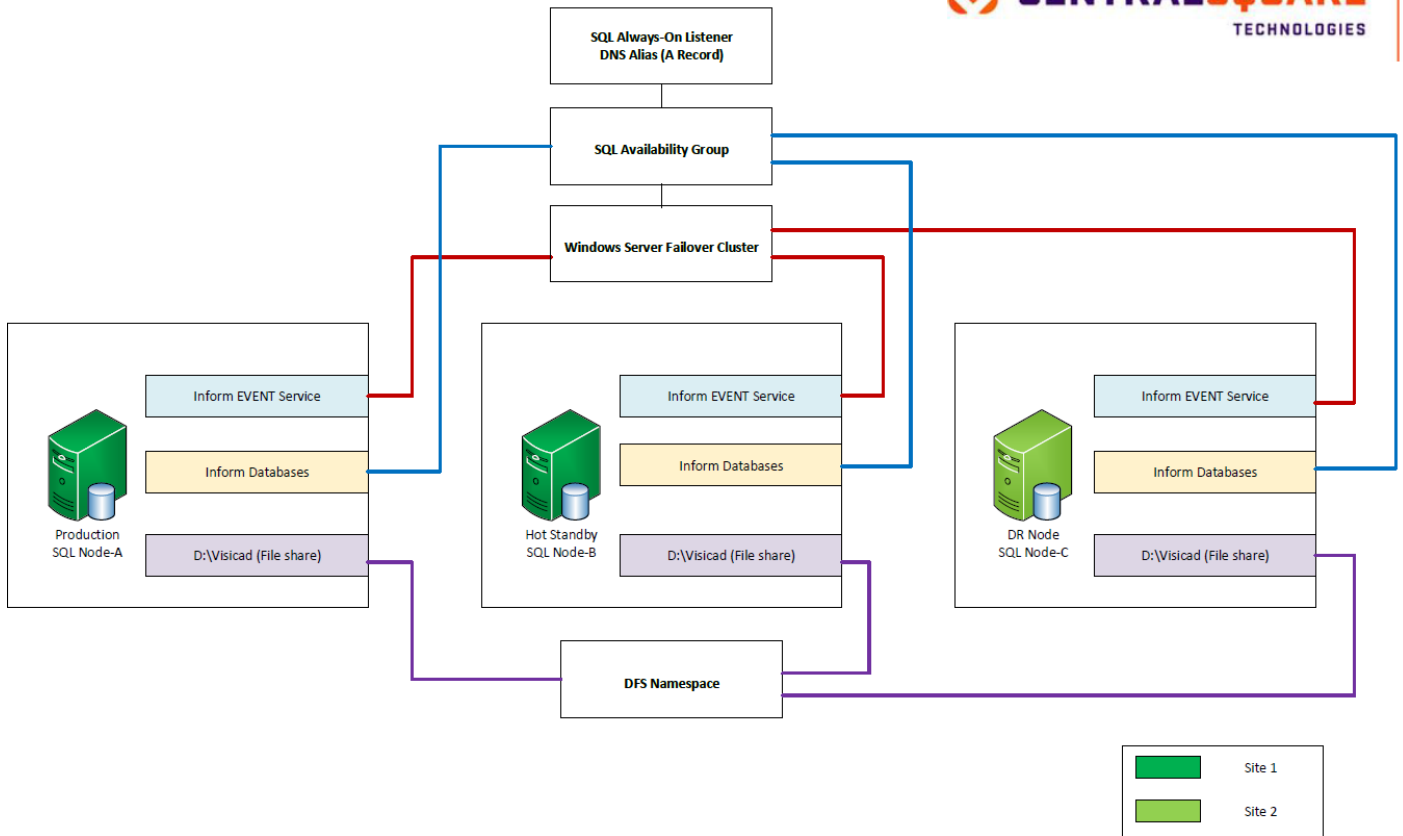 CENTRALSQUARE
TECHNOLOGIES
SQL Always-On Listener
DNS Alias (A Record)
SQL Availability Group
Windows Server Failover Cluster
Inform EVENT Service
Inform Databases
D:\Visicad (File share)
Production
SQL Node-A
Inform EVENT Service
Inform Databases
D:\Visicad (File share)
Hot Standby
SQL Node-B
Inform EVENT Service
Inform Databases
D:\Visicad (File share)
DR Node
SQL Node-C
DFS Namespace
Site 1
Site 2